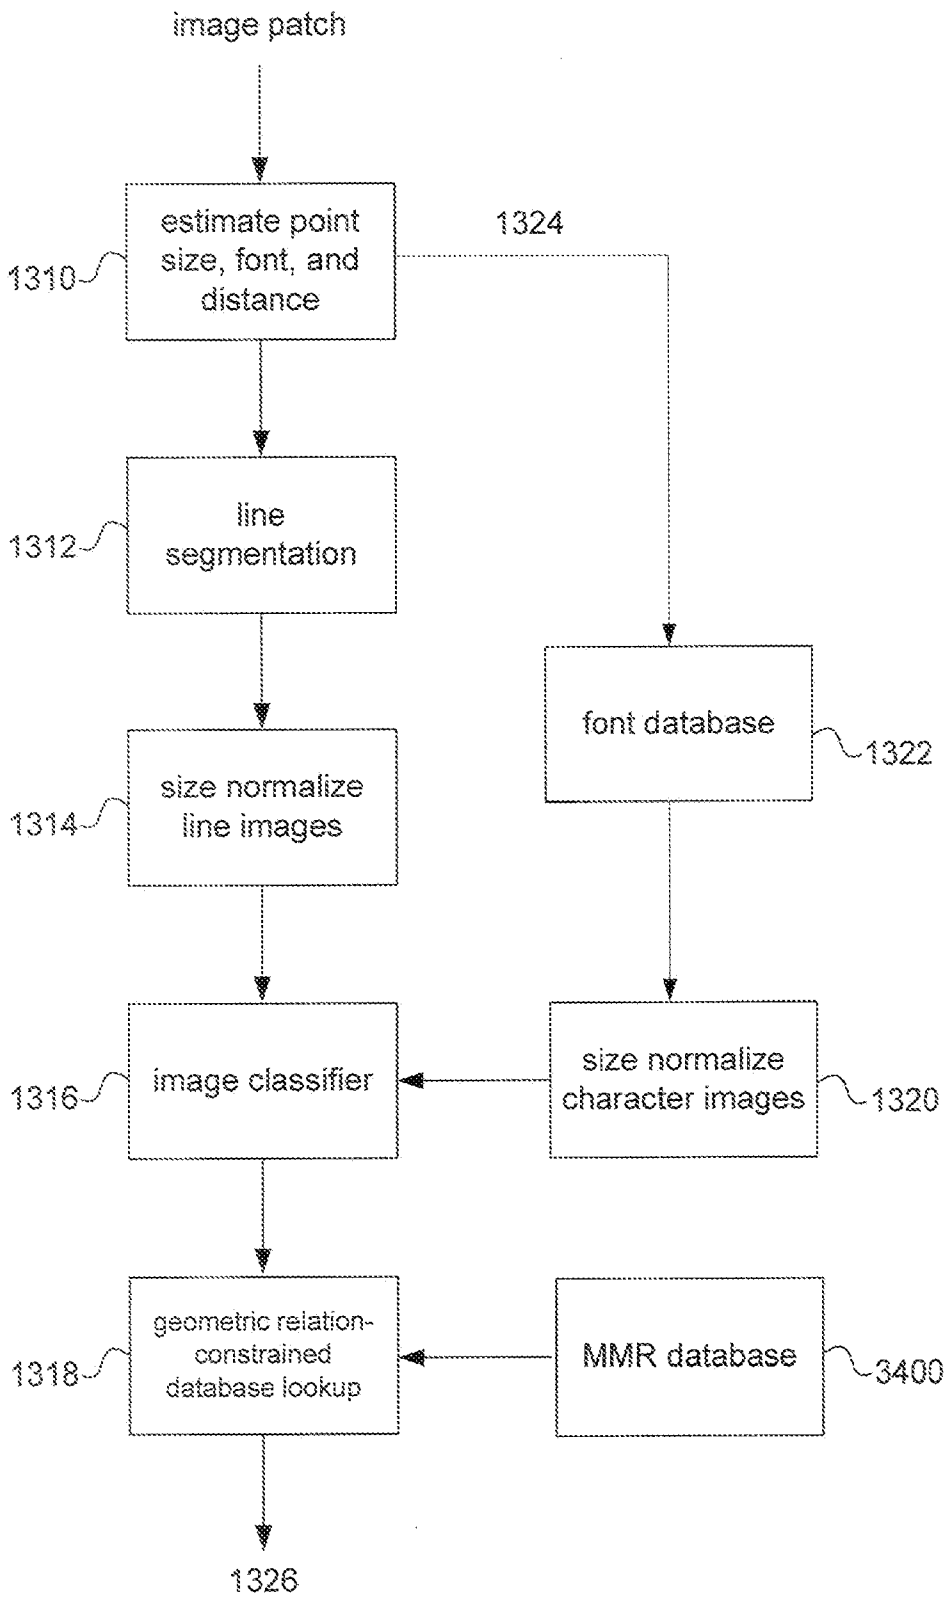 image patch
estimate point
size, font, and
distance
1310
1324
line
segmentation
1312
font database
1322
size normalize
line images
1314
image classifier
1316
size normalize
character images
1320
geometric relation-
constrained
database lookup
1318
MMR database
3400
1326